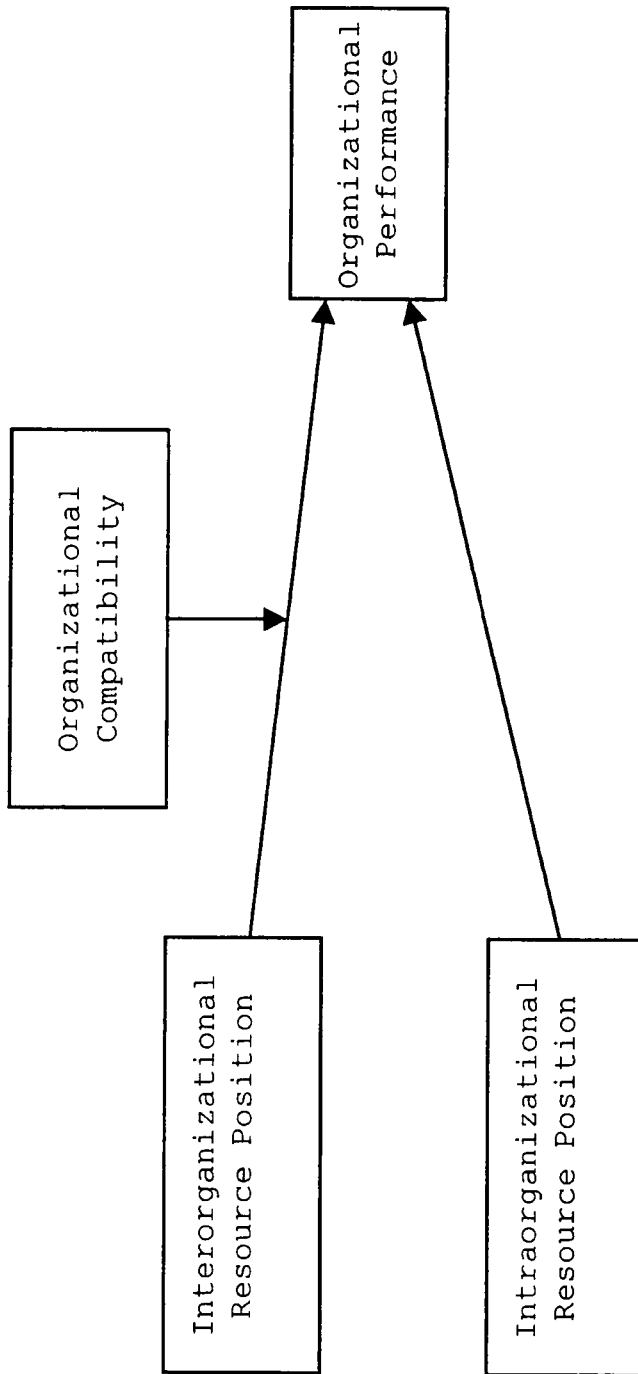 Organizational
Compatibility
Interorganizational
Resource Position
Organizational
Performance
Intraorganizational
Resource Position